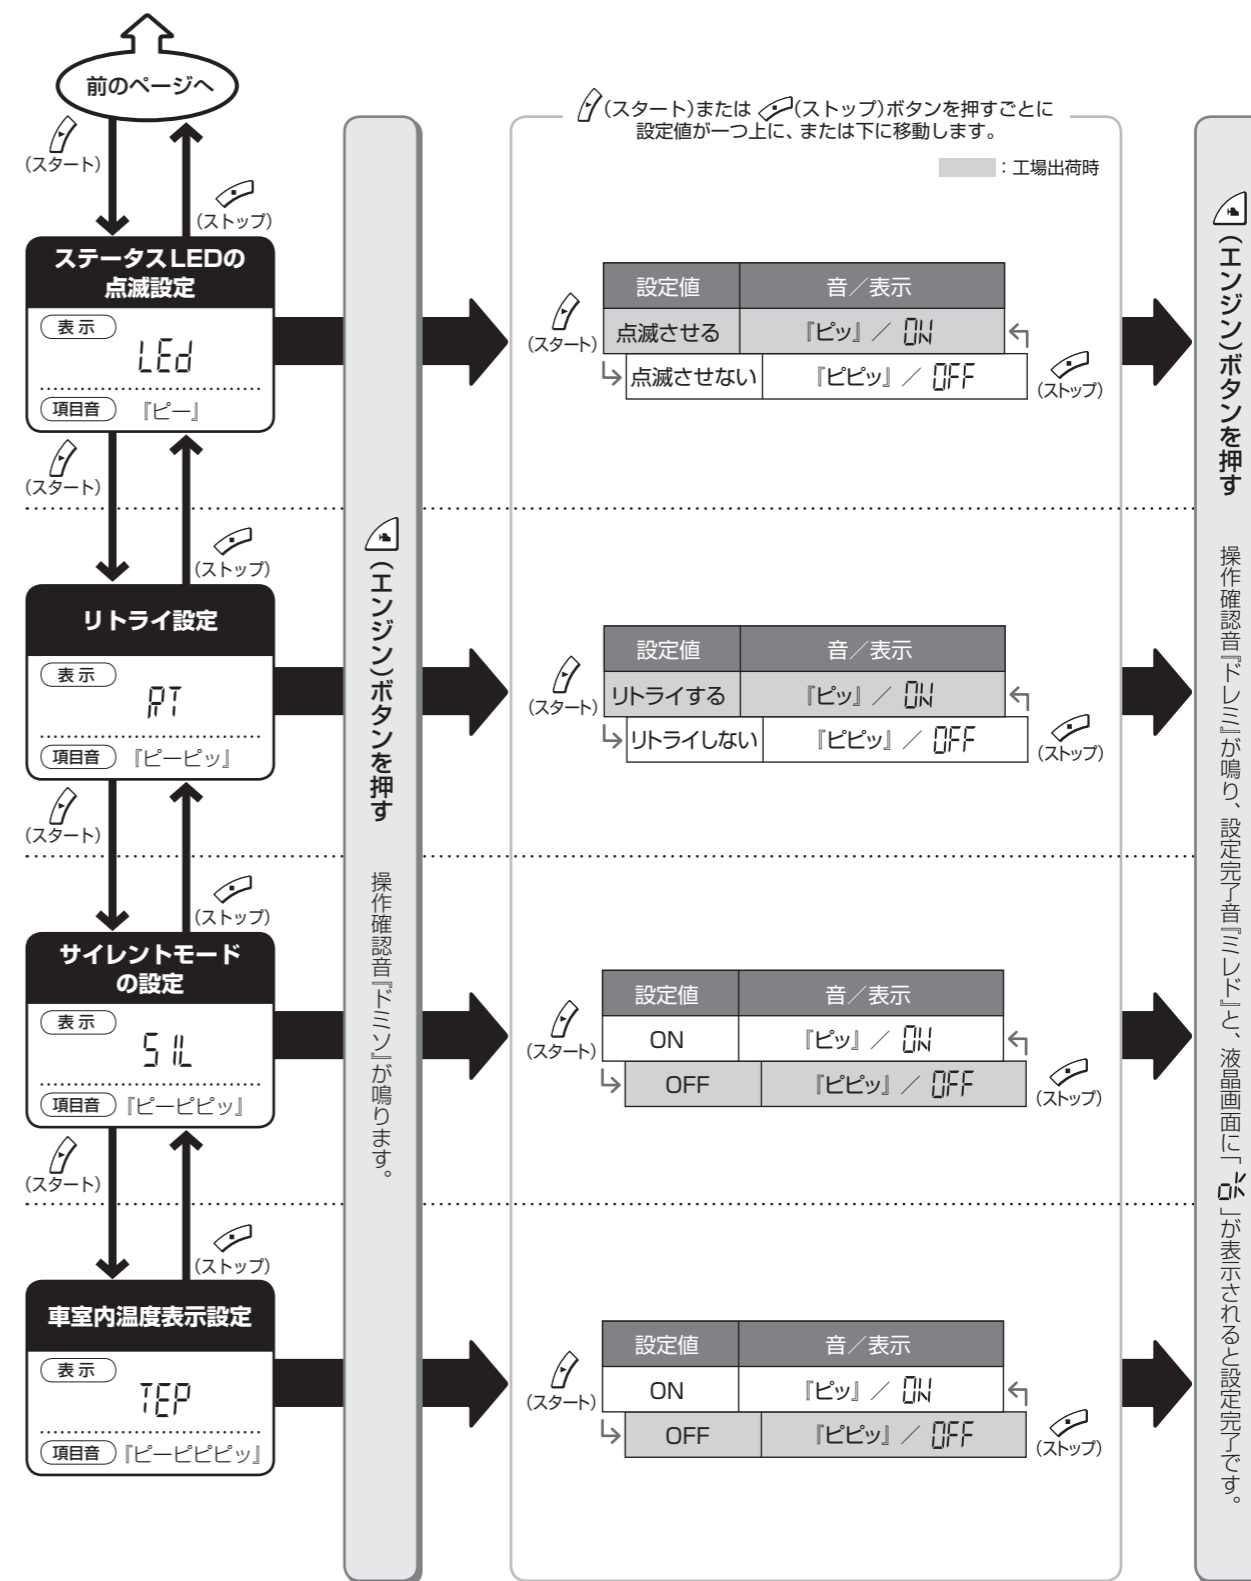 前のページへ
(スタート)
(ストップ)
ステータスLEDの
点滅設定
表示
LEd
項目音 『ピー』
(スタート)
(ストップ)
リトライ設定
表示
RT
項目音 『ピーピッ』
(スタート)
(ストップ)
サイレントモード
の設定
表示
SIL
項目音 『ピーピピッ』
(スタート)
(ストップ)
車室内温度表示設定
表示
TEP
項目音 『ピーピピピッ』
(エンジン)ボタンを押す 操作確認音『ドミソ』が鳴ります。
(スタート)または (ストップ)ボタンを押すごとに
設定値が一つ上に、または下に移動します。
：工場出荷時
設定値 音／表示
(スタート) 点滅させる 『ピッ』 ／ ON
点滅させない 『ピピッ』 ／ OFF (ストップ)
設定値 音／表示
(スタート) リトライする 『ピッ』 ／ ON
リトライしない 『ピピッ』 ／ OFF (ストップ)
設定値 音／表示
(スタート) ON 『ピッ』 ／ ON
OFF 『ピピッ』 ／ OFF (ストップ)
設定値 音／表示
(スタート) ON 『ピッ』 ／ ON
OFF 『ピピッ』 ／ OFF (ストップ)
(エンジン)ボタンを押す 操作確認音『ドレミ』が鳴り、設定完了音『ミレド』と、液晶画面に「oK」が表示されると設定完了です。